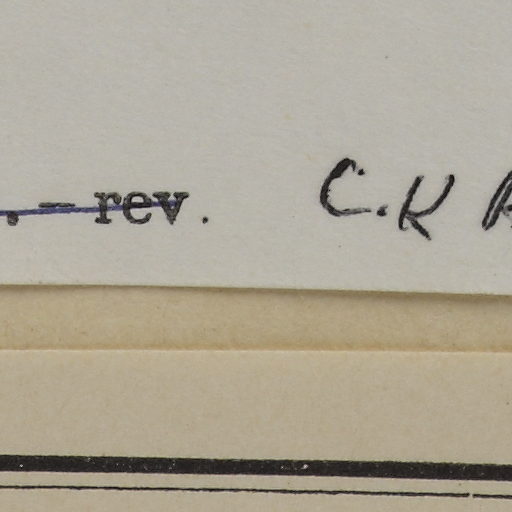 . – rev. C.K